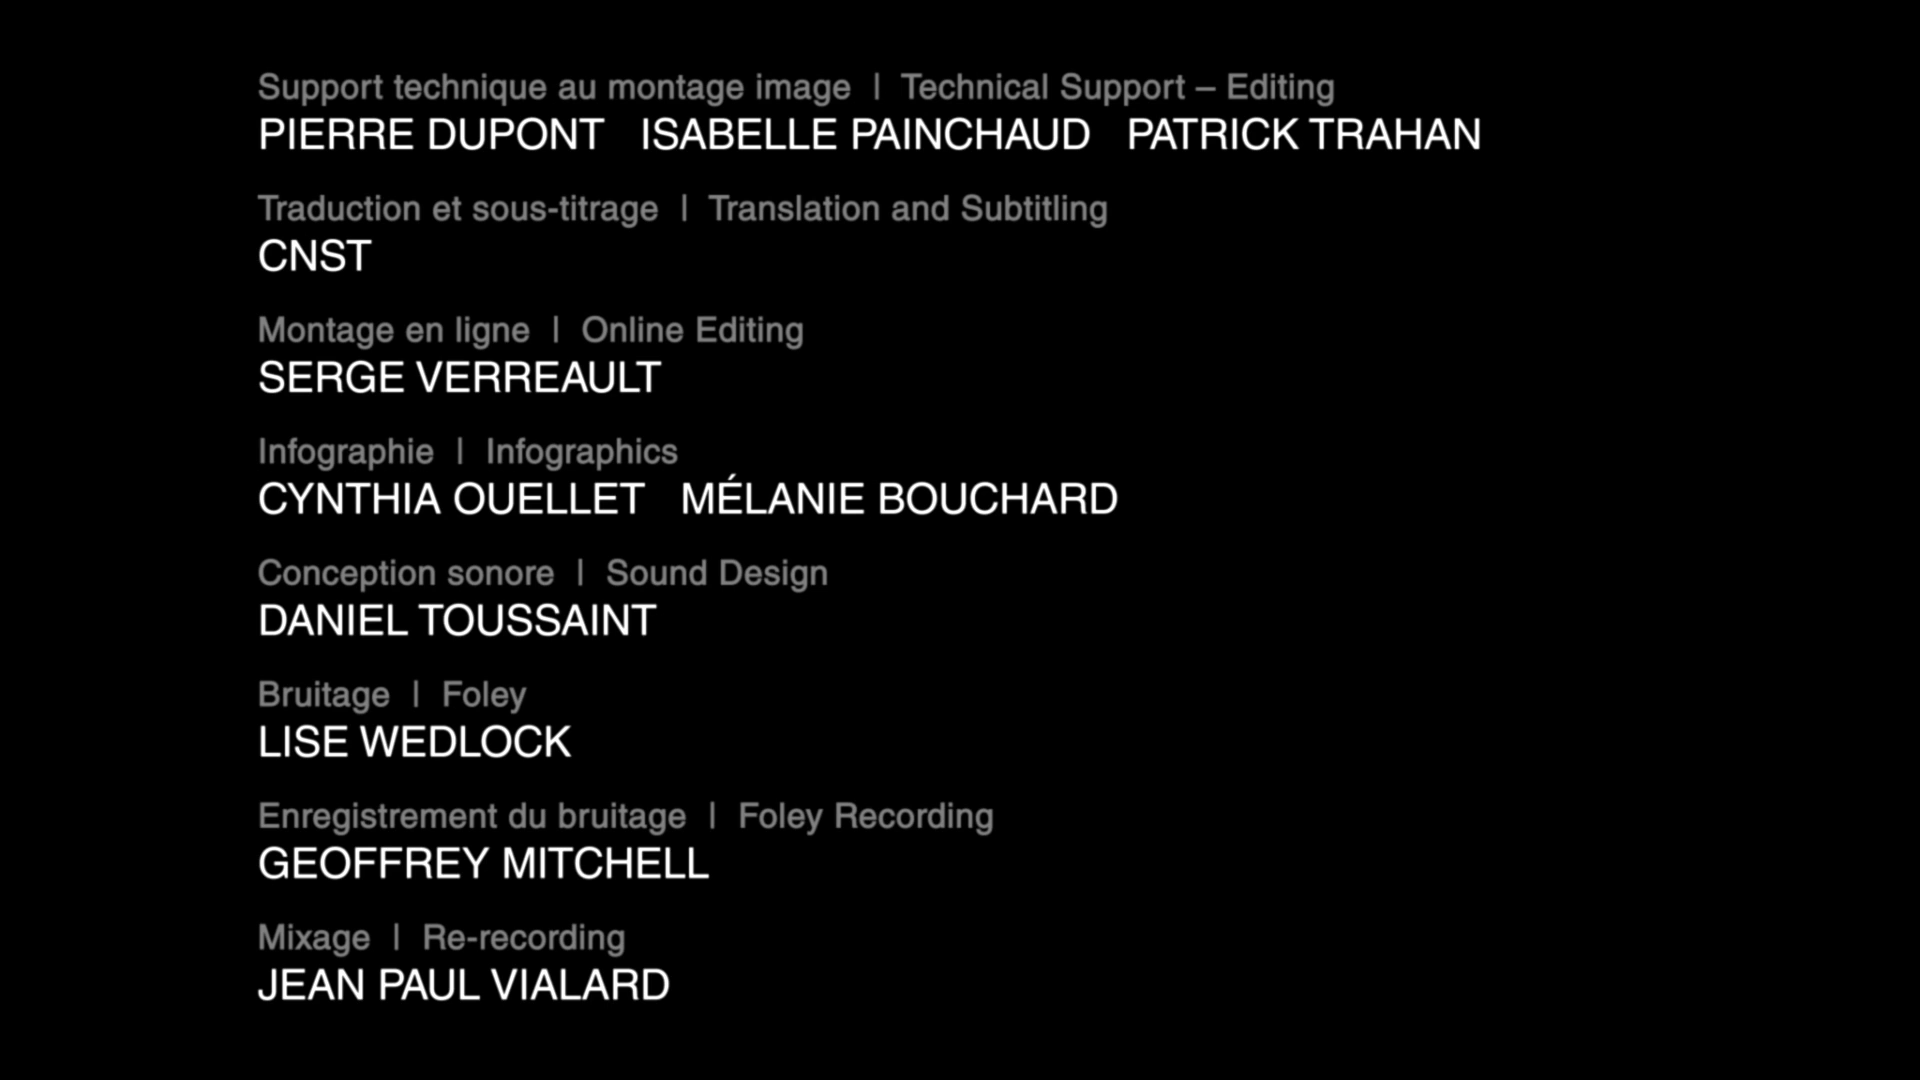 Support technique au montage image | Technical Support – Editing
PIERRE DUPONT ISABELLE PAINCHAUD PATRICK TRAHAN
Traduction et sous-titrage | Translation and Subtitling
CNST
Montage en ligne | Online Editing
SERGE VERREAULT
Infographie | Infographics
CYNTHIA OUELLET MÉLANIE BOUCHARD
Conception sonore | Sound Design
DANIEL TOUSSAINT
Bruitage | Foley
LISE WEDLOCK
Enregistrement du bruitage | Foley Recording
GEOFFREY MITCHELL
Mixage | Re-recording
JEAN PAUL VIALARD